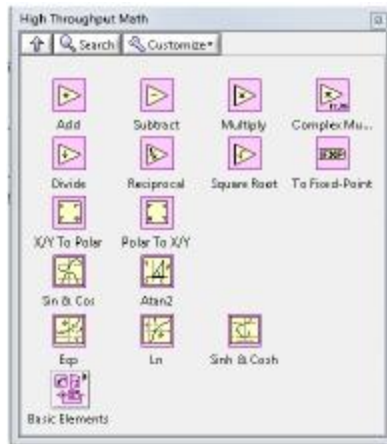 High Throughput Math
Search Customize
Add Subtract Multiply Complex Mu...
Divide Reciprocal Square Root To Fixed-Point
X/Y To Polar Polar To X/Y
Sin & Cos Atan2
Exp Ln Sinh & Cosh
Basic Elements